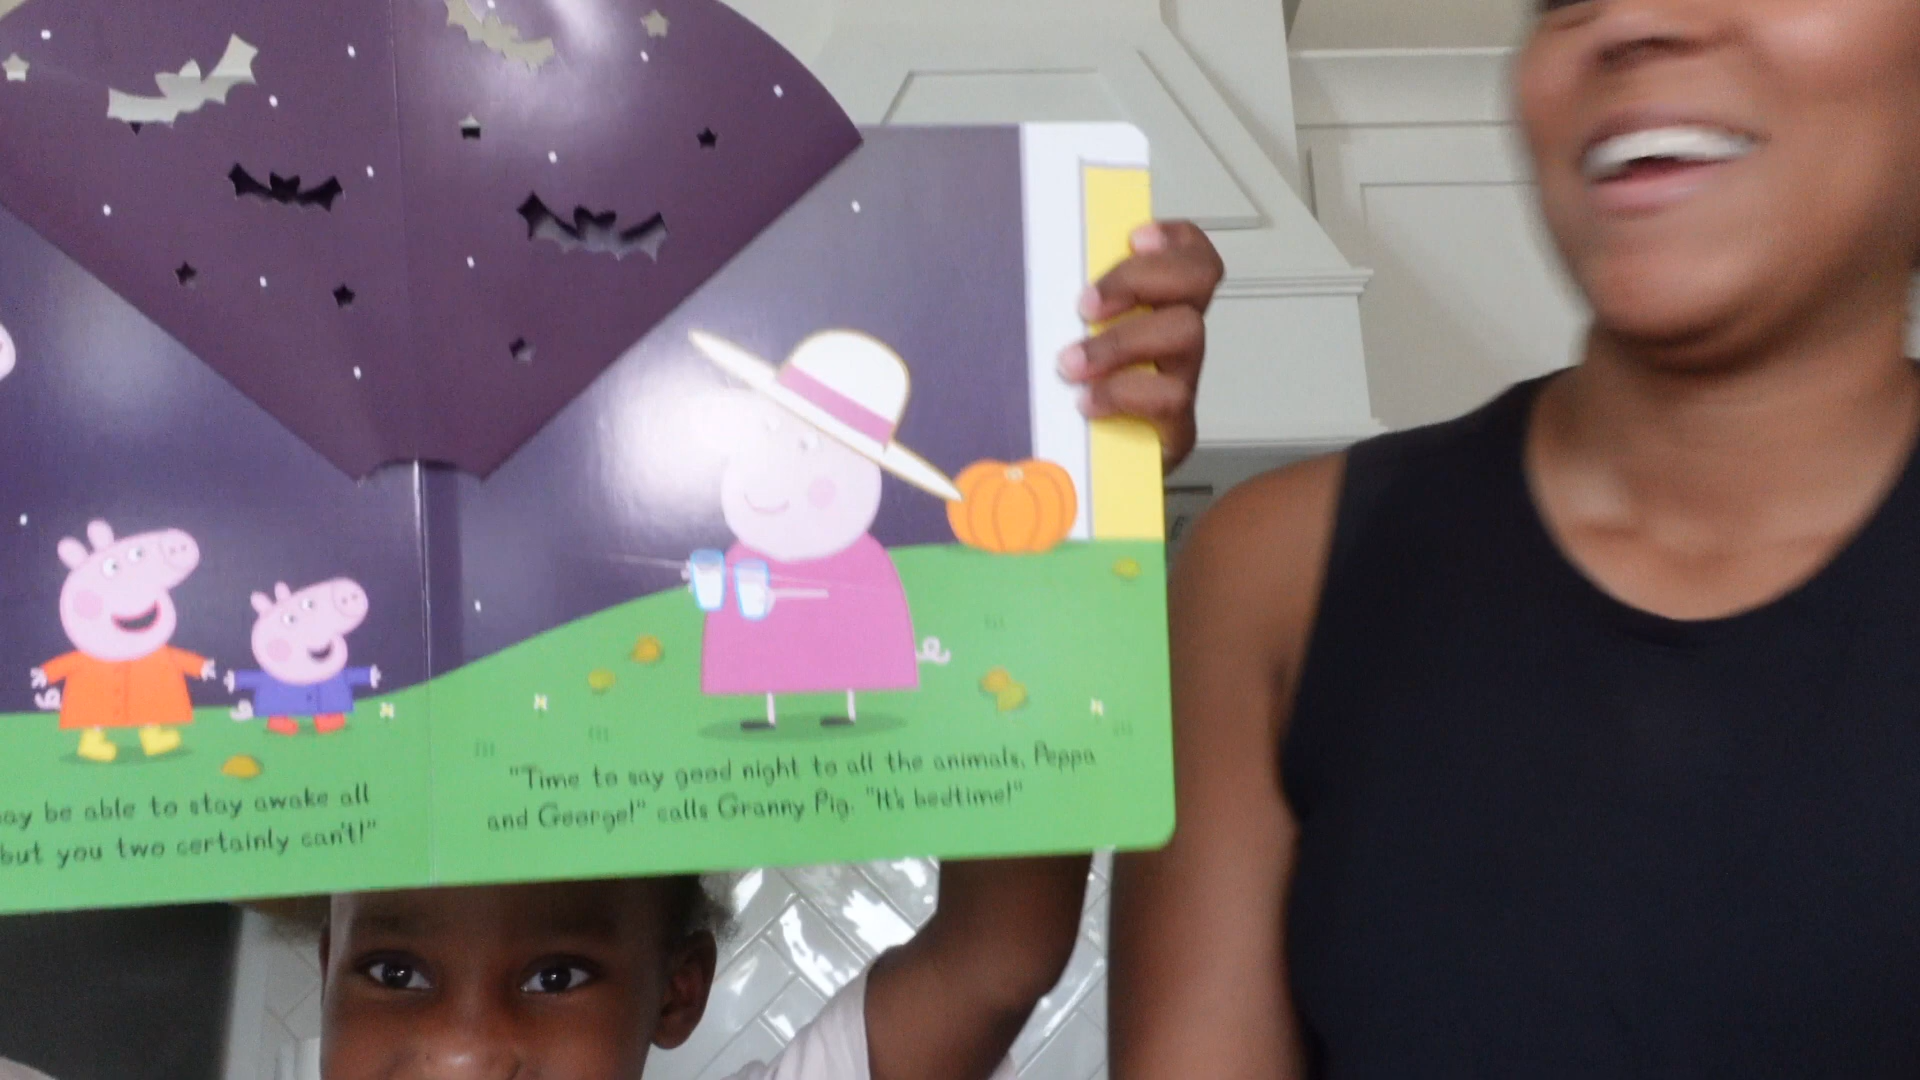 ay be able to stay awake all
but you two certainly can't!"
"Time to say good night to all the animals, Peppa
and George!" calls Granny Pig. "It's bedtime!"